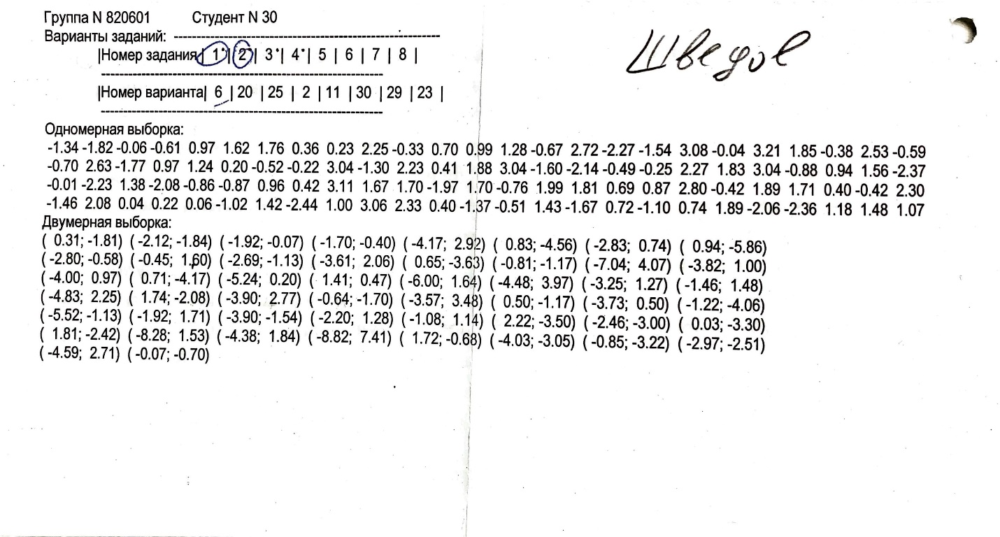 Группа N 820601 Студент N 30
Шведов
Варианты заданий: ------------------------------------------------------------
|Номер задания| 1 | 2 | 3 | 4 | 5 | 6 | 7 | 8 |
----------------------------------------------------------------
|Номер варианта| 6 | 20 | 25 | 2 | 11 | 30 | 29 | 23 |
----------------------------------------------------------------
Одномерная выборка:
-1.34 -1.82 -0.06 -0.61 0.97 1.62 1.76 0.36 0.23 2.25 -0.33 0.70 0.99 1.28 -0.67 2.72 -2.27 -1.54 3.08 -0.04 3.21 1.85 -0.38 2.53 -0.59
-0.70 2.63 -1.77 0.97 1.24 0.20 -0.52 -0.22 3.04 -1.30 2.23 0.41 1.88 3.04 -1.60 -2.14 -0.49 -0.25 2.27 1.83 3.04 -0.88 0.94 1.56 -2.37
-0.01 -2.23 1.38 -2.08 -0.86 -0.87 0.96 0.42 3.11 1.67 1.70 -1.97 1.70 -0.76 1.99 1.81 0.69 0.87 2.80 -0.42 1.89 1.71 0.40 -0.42 2.30
-1.46 2.08 0.04 0.22 0.06 -1.02 1.42 -2.44 1.00 3.06 2.33 0.40 -1.37 -0.51 1.43 -1.67 0.72 -1.10 0.74 1.89 -2.06 -2.36 1.18 1.48 1.07
Двумерная выборка:
( 0.31; -1.81) ( -2.12; -1.84) ( -1.92; -0.07) ( -1.70; -0.40) ( -4.17; 2.92) ( 0.83; -4.56) ( -2.83; 0.74) ( 0.94; -5.86)
( -2.80; -0.58) ( -0.45; 1.60) ( -2.69; -1.13) ( -3.61; 2.06) ( 0.65; -3.63) ( -0.81; -1.17) ( -7.04; 4.07) ( -3.82; 1.00)
( -4.00; 0.97) ( 0.71; -4.17) ( -5.24; 0.20) ( 1.41; 0.47) ( -6.00; 1.64) ( -4.48; 3.97) ( -3.25; 1.27) ( -1.46; 1.48)
( -4.83; 2.25) ( 1.74; -2.08) ( -3.90; 2.77) ( -0.64; -1.70) ( -3.57; 3.48) ( 0.50; -1.17) ( -3.73; 0.50) ( -1.22; -4.06)
( -5.52; -1.13) ( -1.92; 1.71) ( -3.90; -1.54) ( -2.20; 1.28) ( -1.08; 1.14) ( 2.22; -3.50) ( -2.46; -3.00) ( 0.03; -3.30)
( 1.81; -2.42) ( -8.28; 1.53) ( -4.38; 1.84) ( -8.82; 7.41) ( 1.72; -0.68) ( -4.03; -3.05) ( -0.85; -3.22) ( -2.97; -2.51)
( -4.59; 2.71) ( -0.07; -0.70)